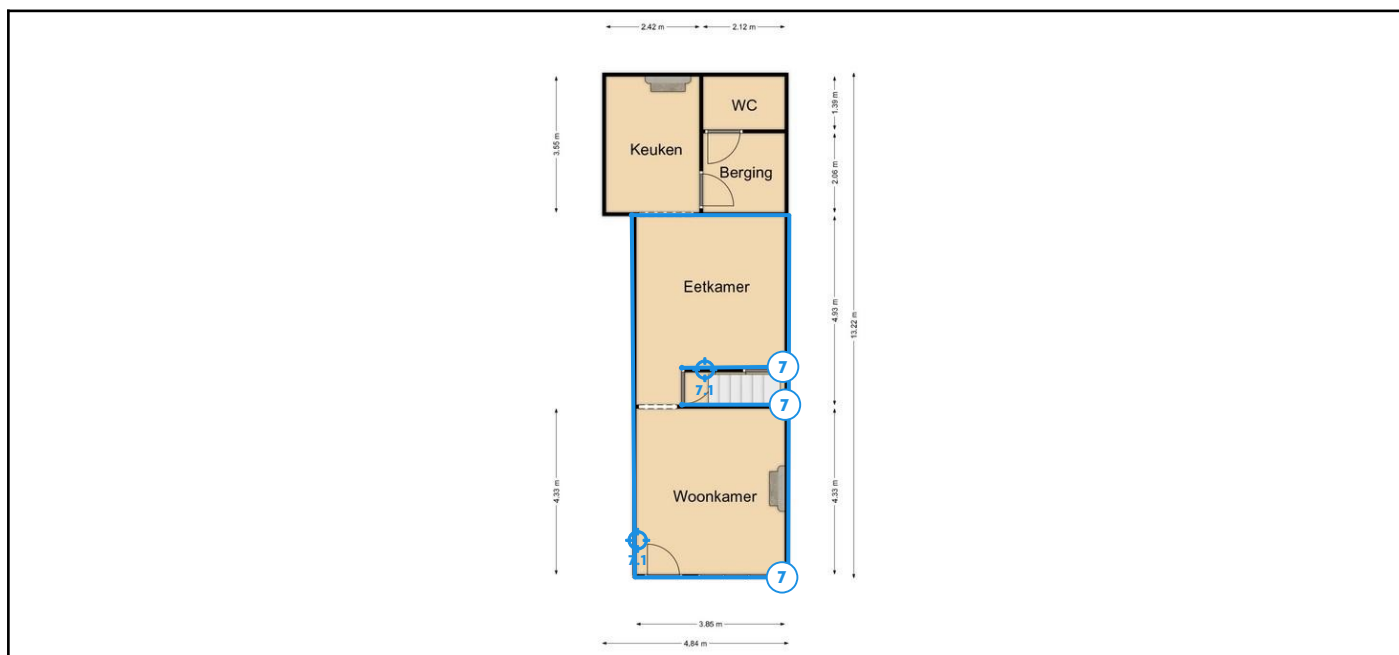 2.42 m
2.12 m
3.55 m
1.39 m
WC
Keuken
Berging
2.06 m
Eetkamer
4.93 m
13.22 m
7
7.1
7
4.33 m
Woonkamer
4.33 m
7.1
7
3.85 m
4.84 m